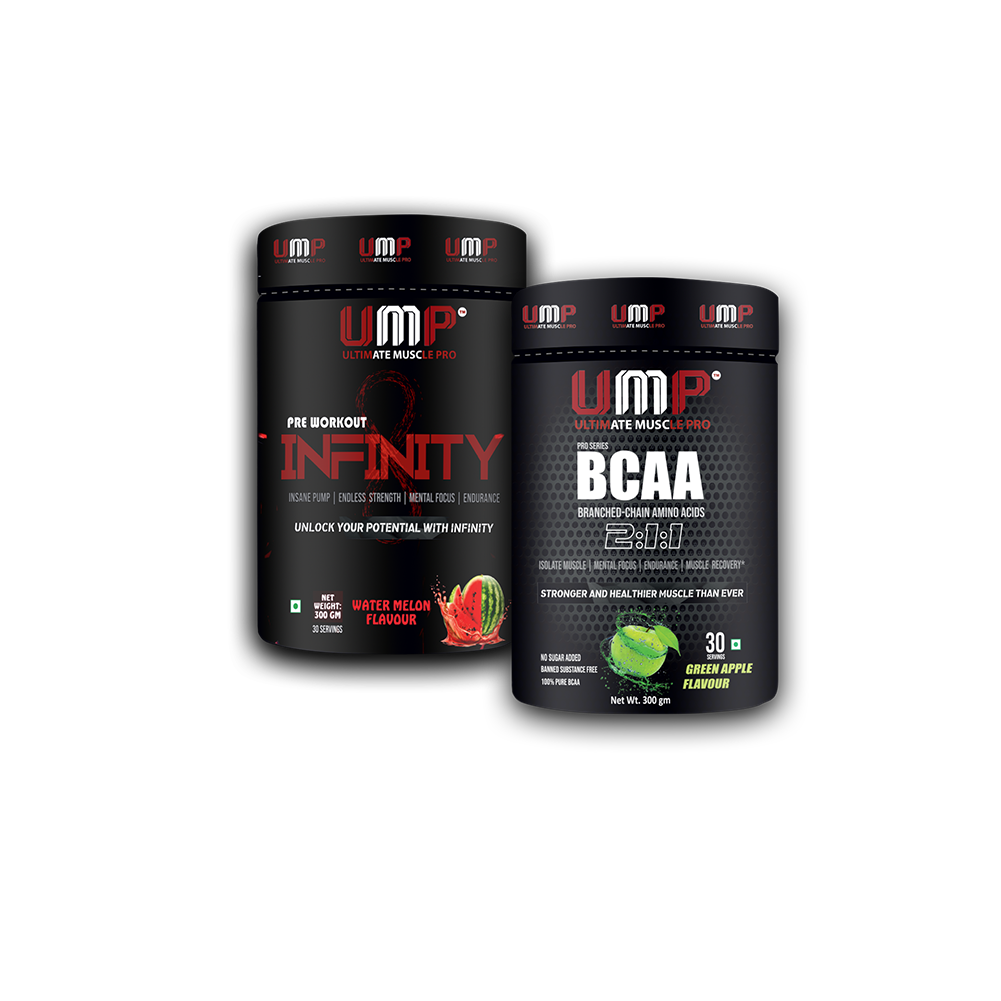 UMP UMP UMP
ULTIMATE MUSCLE PRO ULTIMATE MUSCLE PRO ULTIMATE MUSCLE PRO
UMP™
ULTIMATE MUSCLE PRO
PRE WORKOUT
INFINITY
INSANE PUMP | ENDLESS STRENGTH | MENTAL FOCUS | ENDURANCE
UNLOCK YOUR POTENTIAL WITH INFINITY
NET
WEIGHT:
300 GM
30 SERVINGS
WATER MELON
FLAVOUR
UMP UMP UMP
ULTIMATE MUSCLE PRO ULTIMATE MUSCLE PRO ULTIMATE MUSCLE PRO
UMP™
ULTIMATE MUSCLE PRO
PRO SERIES
BCAA
BRANCHED-CHAIN AMINO ACIDS
2:1:1
ISOLATE MUSCLE | MENTAL FOCUS | ENDURANCE | MUSCLE RECOVERY*
STRONGER AND HEALTHIER MUSCLE THAN EVER
NO SUGAR ADDED
BANNED SUBSTANCE FREE
100% PURE BCAA
30
SERVINGS
GREEN APPLE
FLAVOUR
Net Wt. 300 gm